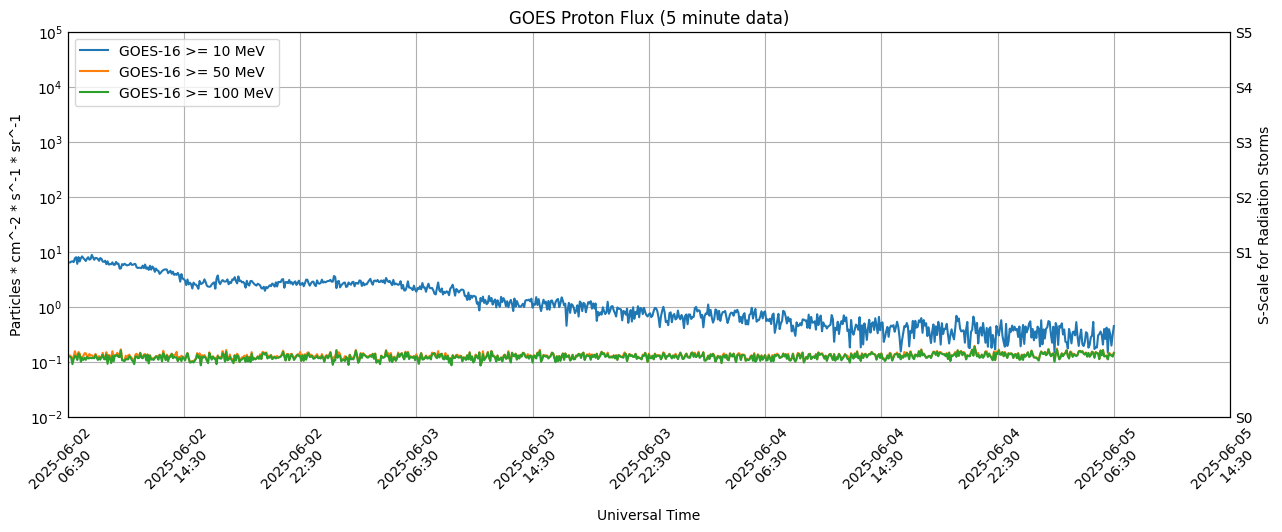 GOES Proton Flux (5 minute data)
GOES-16 >= 10 MeV
GOES-16 >= 50 MeV
GOES-16 >= 100 MeV
Particles * cm^-2 * s^-1 * sr^-1
10^5
10^4
10^3
10^2
10^1
10^0
10^-1
10^-2
S5
S4
S3
S2
S1
S0
S-Scale for Radiation Storms
2025-06-02
06:30
2025-06-02
14:30
2025-06-02
22:30
2025-06-03
06:30
2025-06-03
14:30
2025-06-03
22:30
2025-06-04
06:30
2025-06-04
14:30
2025-06-04
22:30
2025-06-05
06:30
2025-06-05
14:30
Universal Time